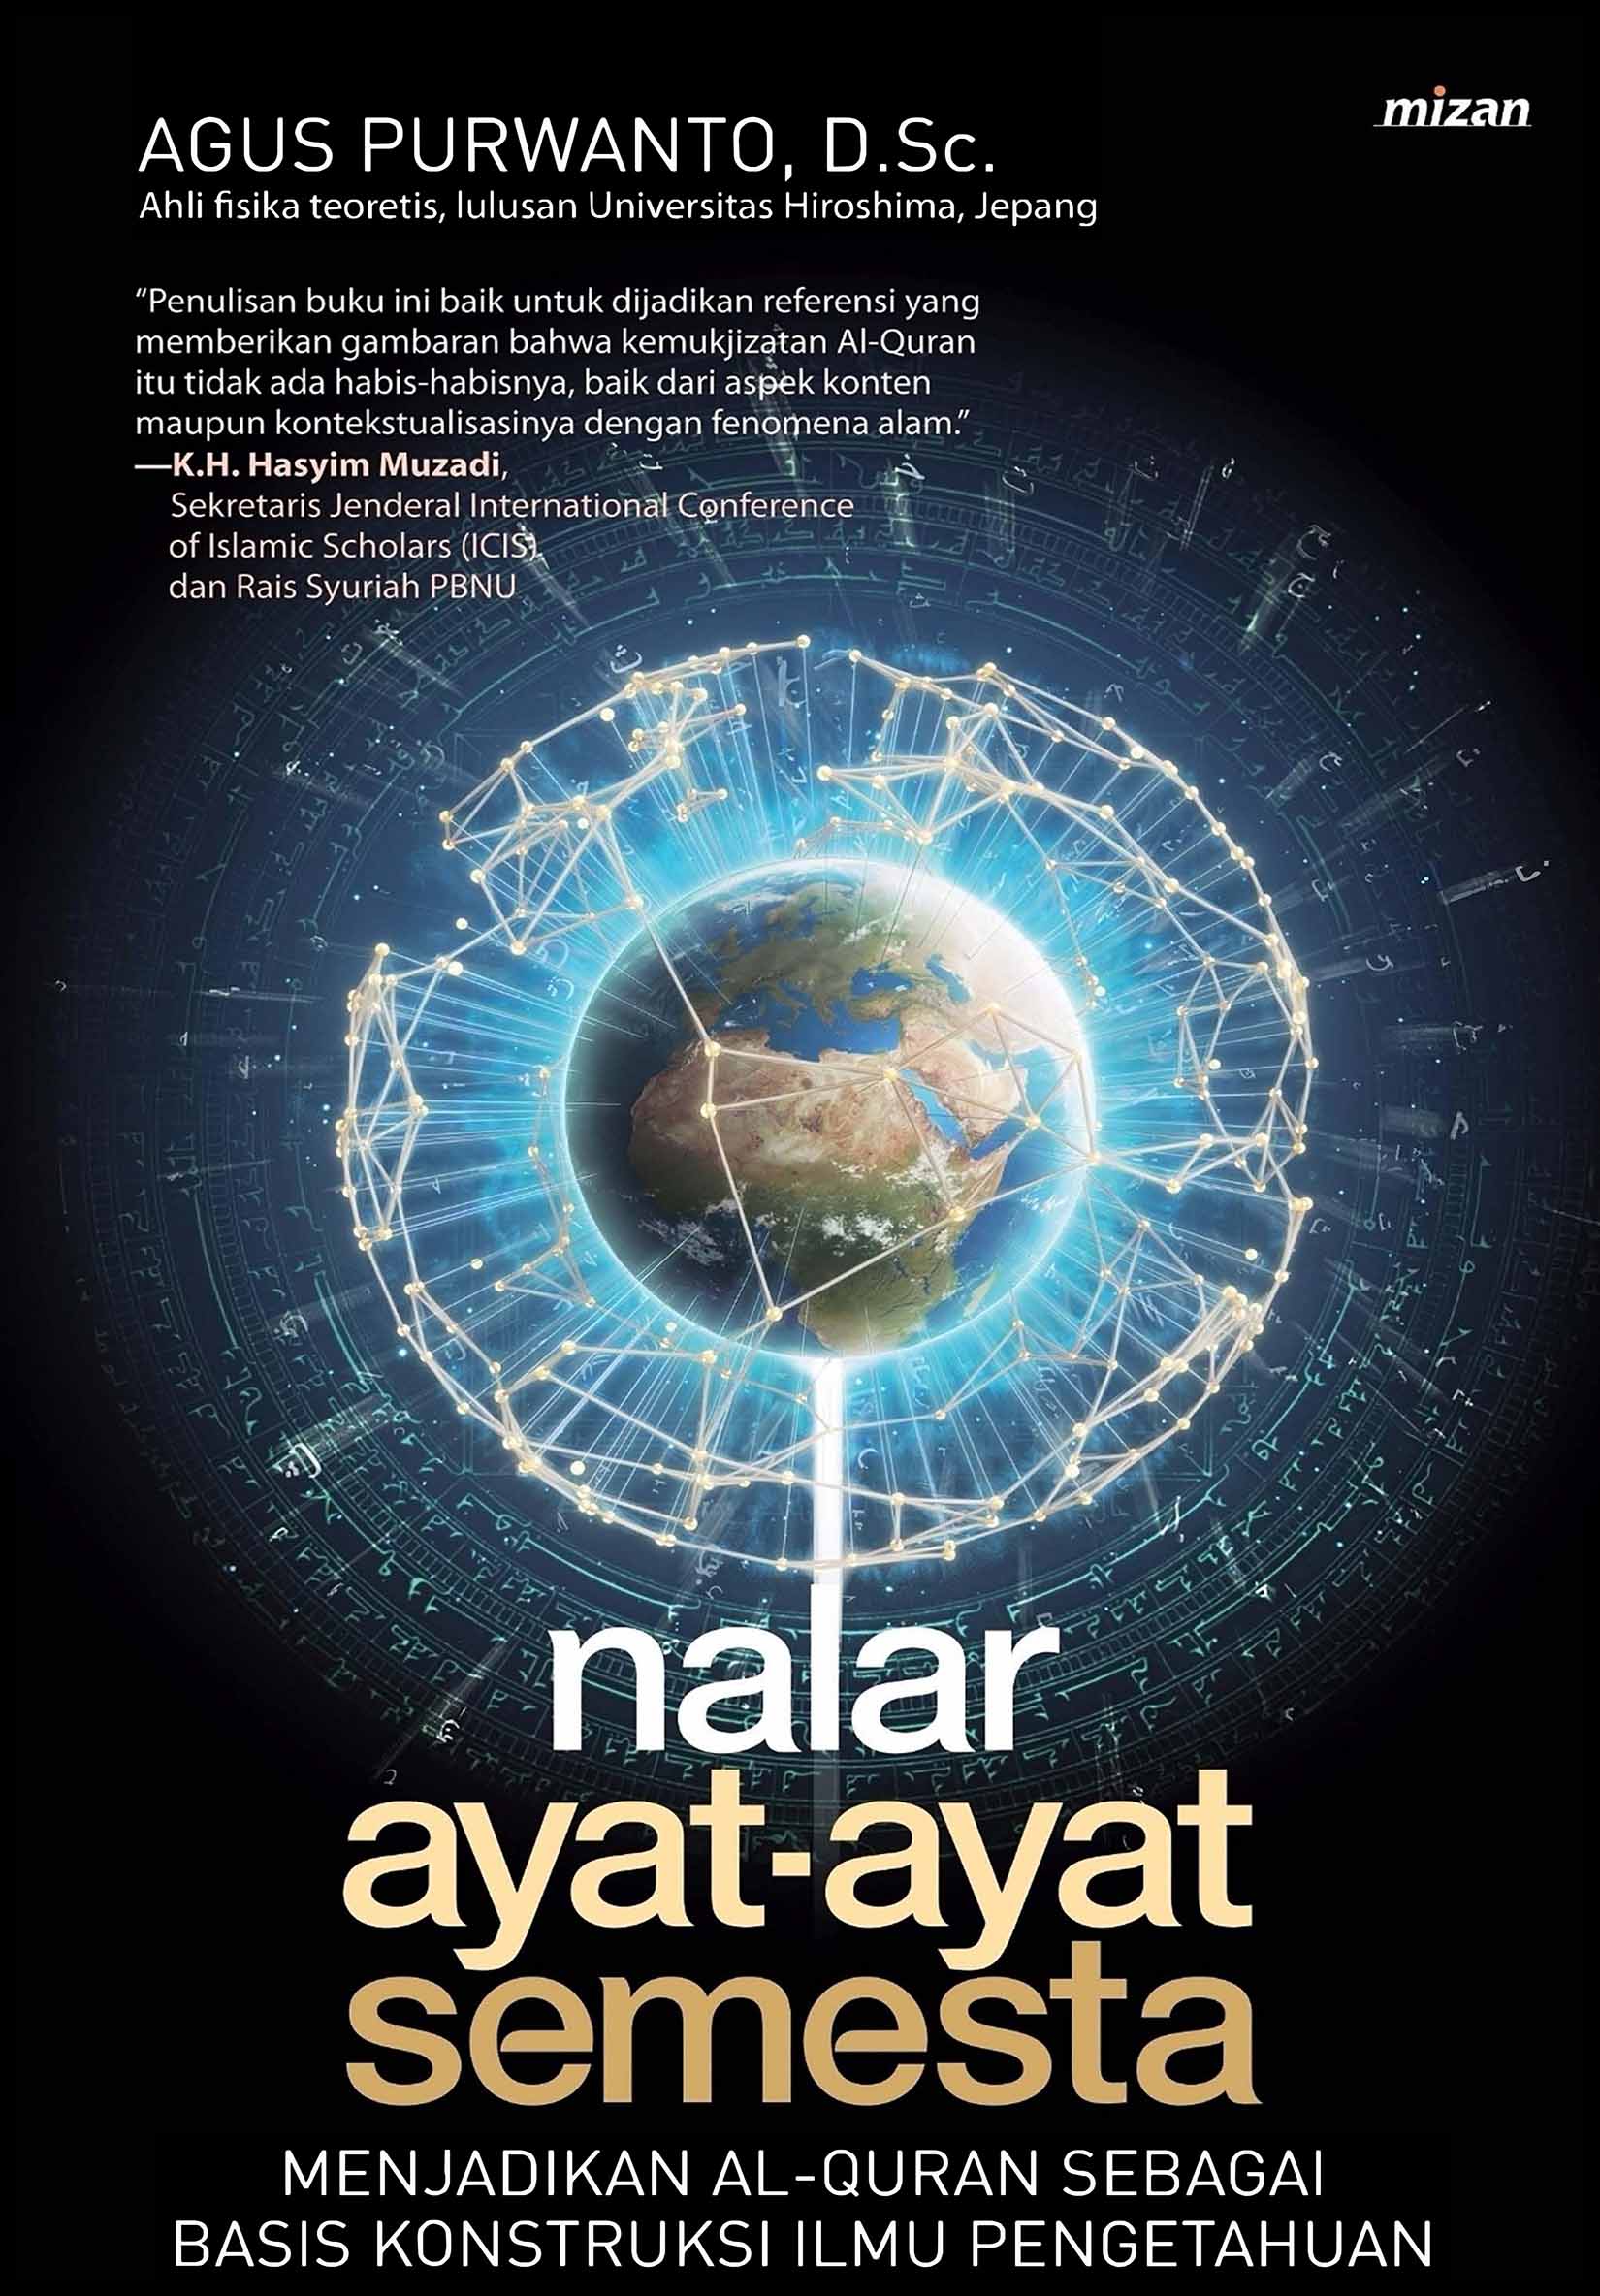 mizan
AGUS PURWANTO, D.Sc.
Ahli fisika teoretis, lulusan Universitas Hiroshima, Jepang
“Penulisan buku ini baik untuk dijadikan referensi yang
memberikan gambaran bahwa kemukjizatan Al-Quran
itu tidak ada habis-habisnya, baik dari aspek konten
maupun kontekstualisasinya dengan fenomena alam.”
—K.H. Hasyim Muzadi,
Sekretaris Jenderal International Conference
of Islamic Scholars (ICIS)
dan Rais Syuriah PBNU
nalar
ayat-ayat
semesta
MENJADIKAN AL-QURAN SEBAGAI
BASIS KONSTRUKSI ILMU PENGETAHUAN